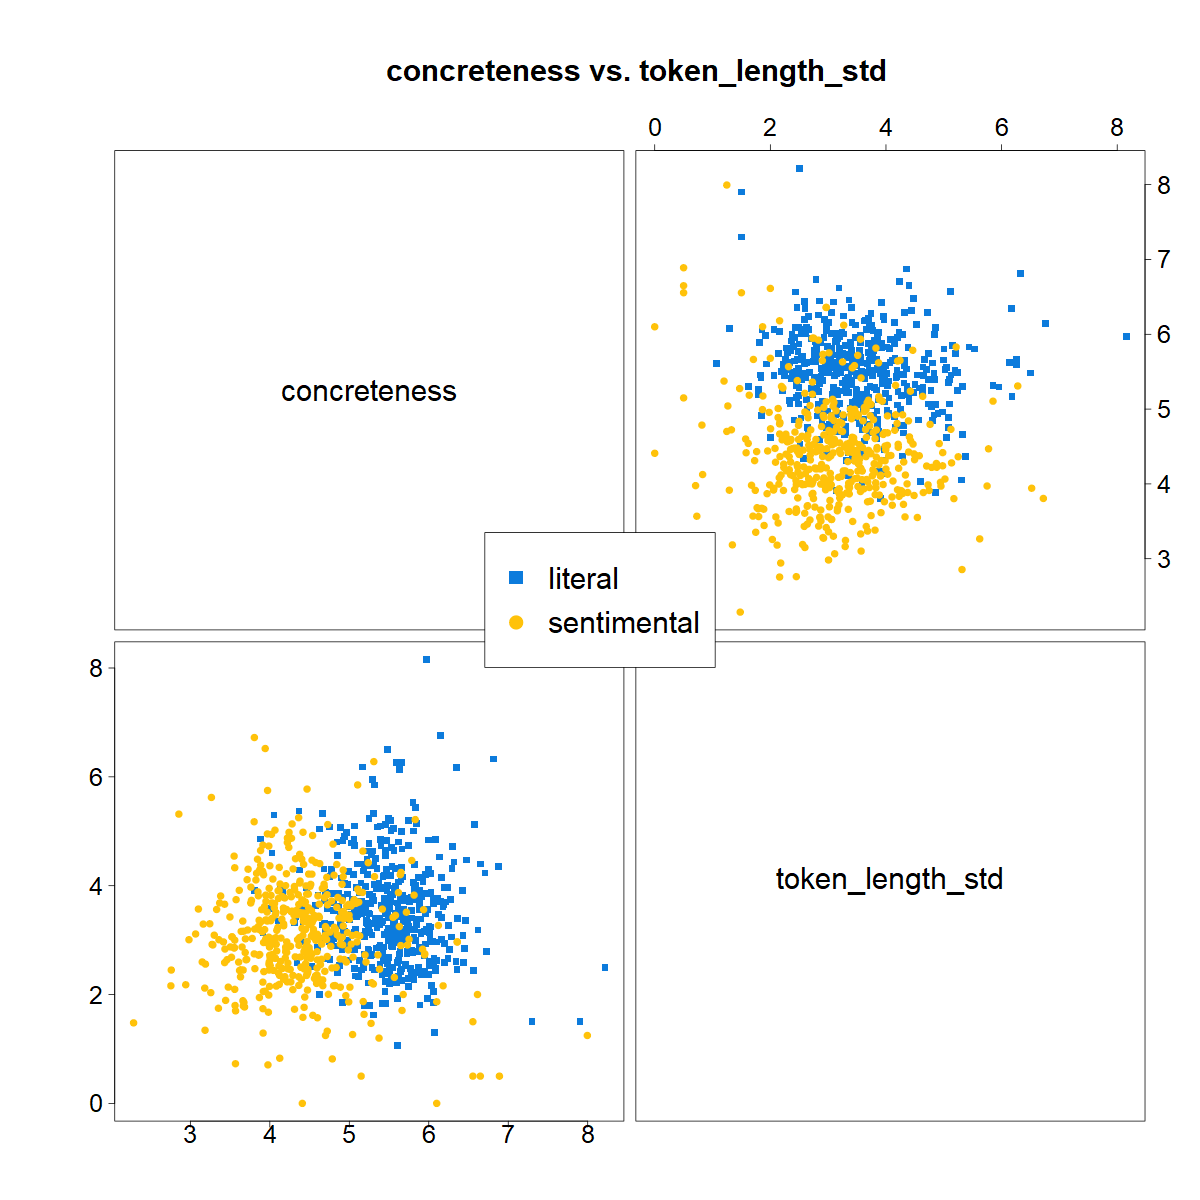 concreteness vs. token_length_std
0 2 4 6 8
concreteness
8
7
6
5
4
3
literal
sentimental
8
6
4
2
0
token_length_std
3 4 5 6 7 8